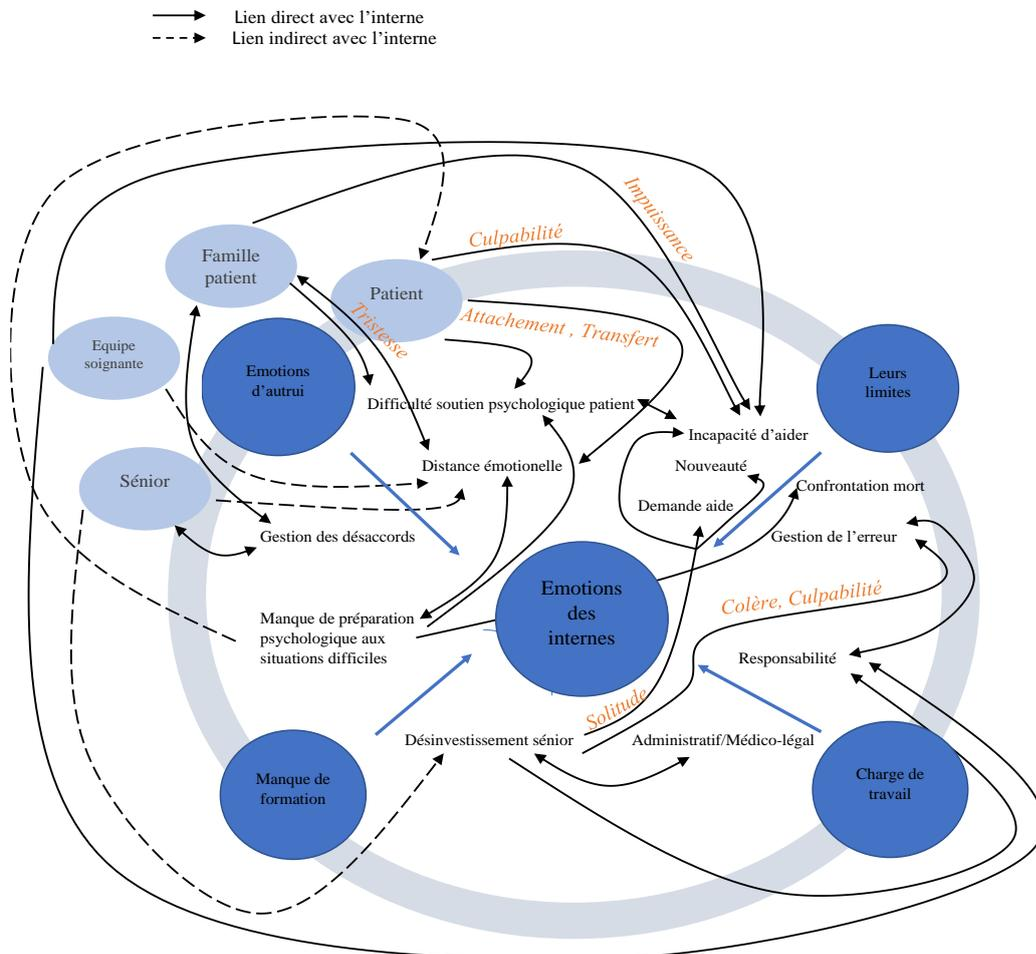 Lien direct avec l’interne
Lien indirect avec l’interne
Impuissance
Culpabilité
Famille
patient
Patient
Tristesse
Attachement , Transfert
Equipe
soignante
Emotions
d’autrui
Leurs
limites
Difficulté soutien psychologique patient
Incapacité d’aider
Distance émotionelle
Nouveauté
Sénior
Confrontation mort
Demande aide
Gestion des désaccords
Gestion de l’erreur
Emotions
des
internes
Colère, Culpabilité
Manque de préparation
psychologique aux
situations difficiles
Responsabilité
Solitude
Désinvestissement sénior
Administratif/Médico-légal
Manque de
formation
Charge de
travail